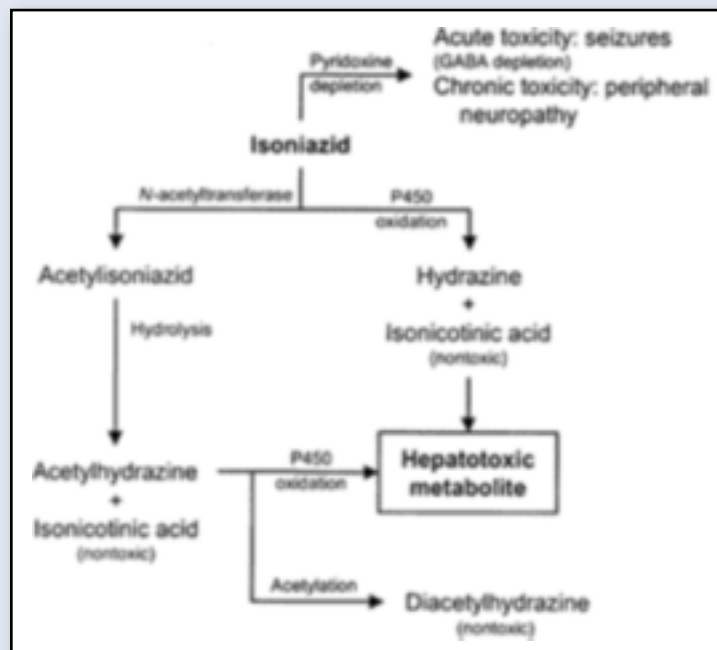 Pyridoxine
depletion
Acute toxicity: seizures
(GABA depletion)
Chronic toxicity: peripheral
neuropathy
Isoniazid
N-acetyltransferase
P450
oxidation
Acetylisoniazid
Hydrazine
+
Isonicotinic acid
(nontoxic)
Hydrolysis
Acetylhydrazine
+
Isonicotinic acid
(nontoxic)
P450
oxidation
Hepatotoxic
metabolite
Acetylation
Diacetylhydrazine
(nontoxic)